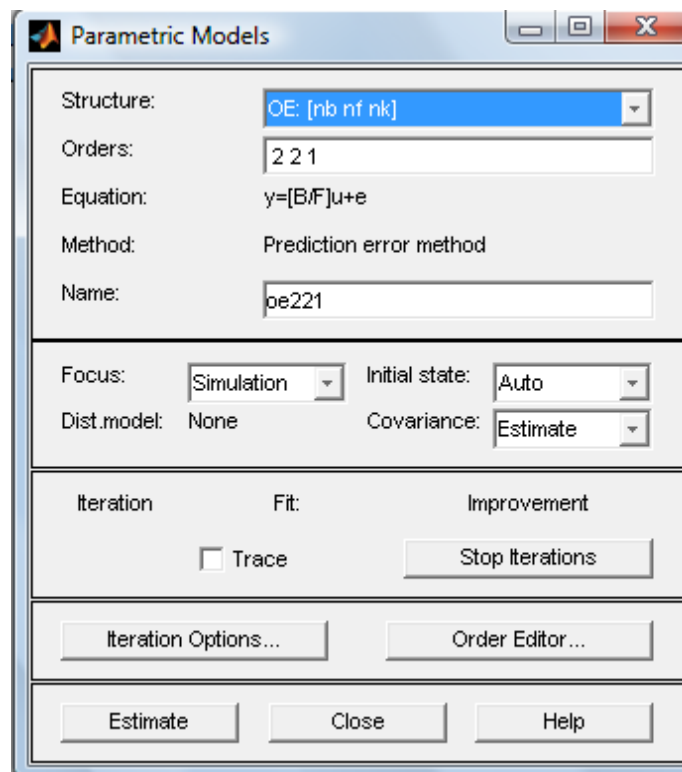 Parametric Models
Structure: OE: [nb nf nk]
Orders: 2 2 1
Equation: y=[B/F]u+e
Method: Prediction error method
Name: oe221
Focus: Simulation Initial state: Auto
Dist.model: None Covariance: Estimate
Iteration Fit: Improvement
Trace Stop Iterations
Iteration Options... Order Editor...
Estimate Close Help